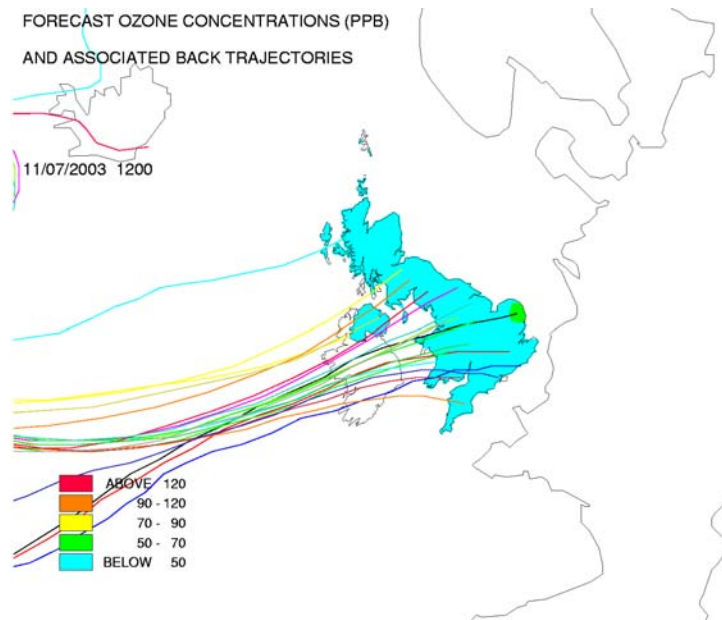 FORECAST OZONE CONCENTRATIONS (PPB)
AND ASSOCIATED BACK TRAJECTORIES
11/07/2003 1200
ABOVE 120
90 - 120
70 - 90
50 - 70
BELOW 50